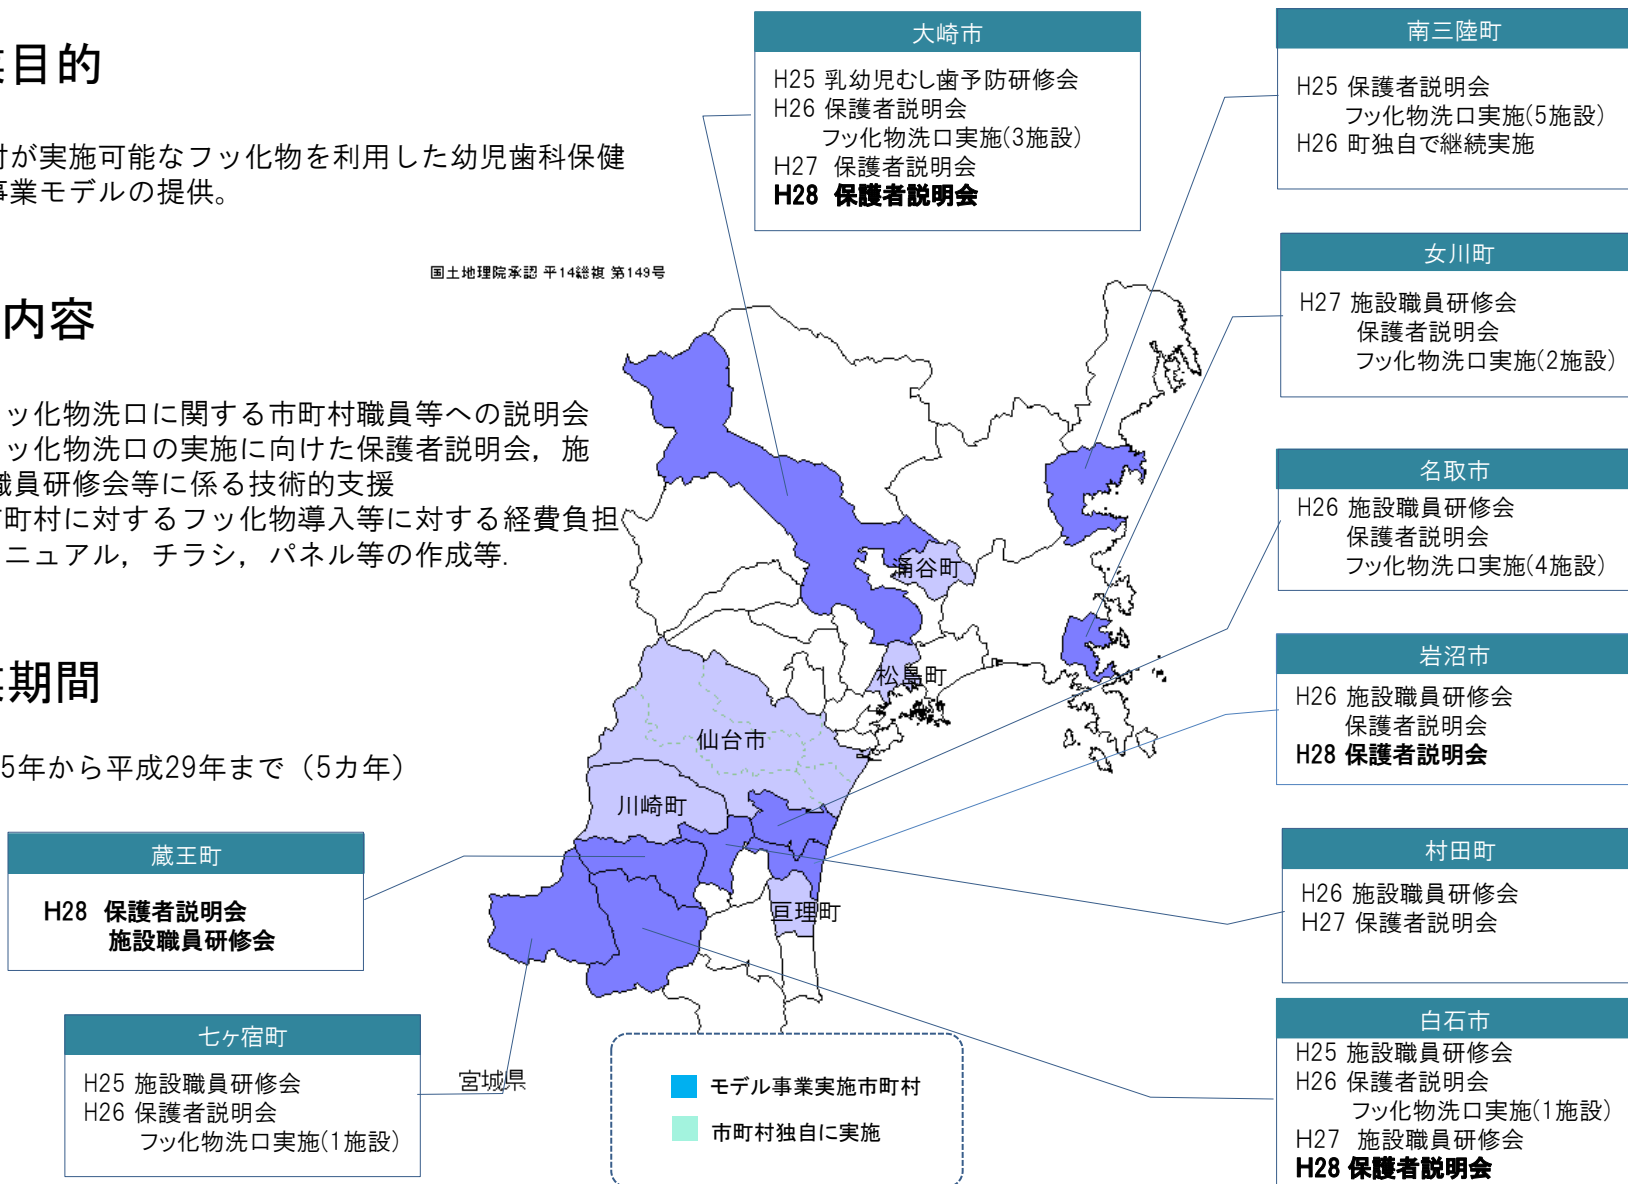 業目的
村が実施可能なフッ化物を利用した幼児歯科保健
事業モデルの提供。
内容
フッ化物洗口に関する市町村職員等への説明会
フッ化物洗口の実施に向けた保護者説明会，施
職員研修会等に係る技術的支援
市町村に対するフッ化物導入等に対する経費負担
マニュアル，チラシ，パネル等の作成等.
業期間
5年から平成29年まで（5カ年）
国土地理院承認 平14総複 第149号
大崎市
H25 乳幼児むし歯予防研修会
H26 保護者説明会
フッ化物洗口実施(3施設)
H27 保護者説明会
H28 保護者説明会
南三陸町
H25 保護者説明会
フッ化物洗口実施(5施設)
H26 町独自で継続実施
女川町
H27 施設職員研修会
保護者説明会
フッ化物洗口実施(2施設)
名取市
H26 施設職員研修会
保護者説明会
フッ化物洗口実施(4施設)
岩沼市
H26 施設職員研修会
保護者説明会
H28 保護者説明会
村田町
H26 施設職員研修会
H27 保護者説明会
白石市
H25 施設職員研修会
H26 保護者説明会
フッ化物洗口実施(1施設)
H27 施設職員研修会
H28 保護者説明会
蔵王町
H28 保護者説明会
施設職員研修会
七ヶ宿町
H25 施設職員研修会
H26 保護者説明会
フッ化物洗口実施(1施設)
涌谷町
松島町
仙台市
川崎町
亘理町
宮城県
モデル事業実施市町村
市町村独自に実施